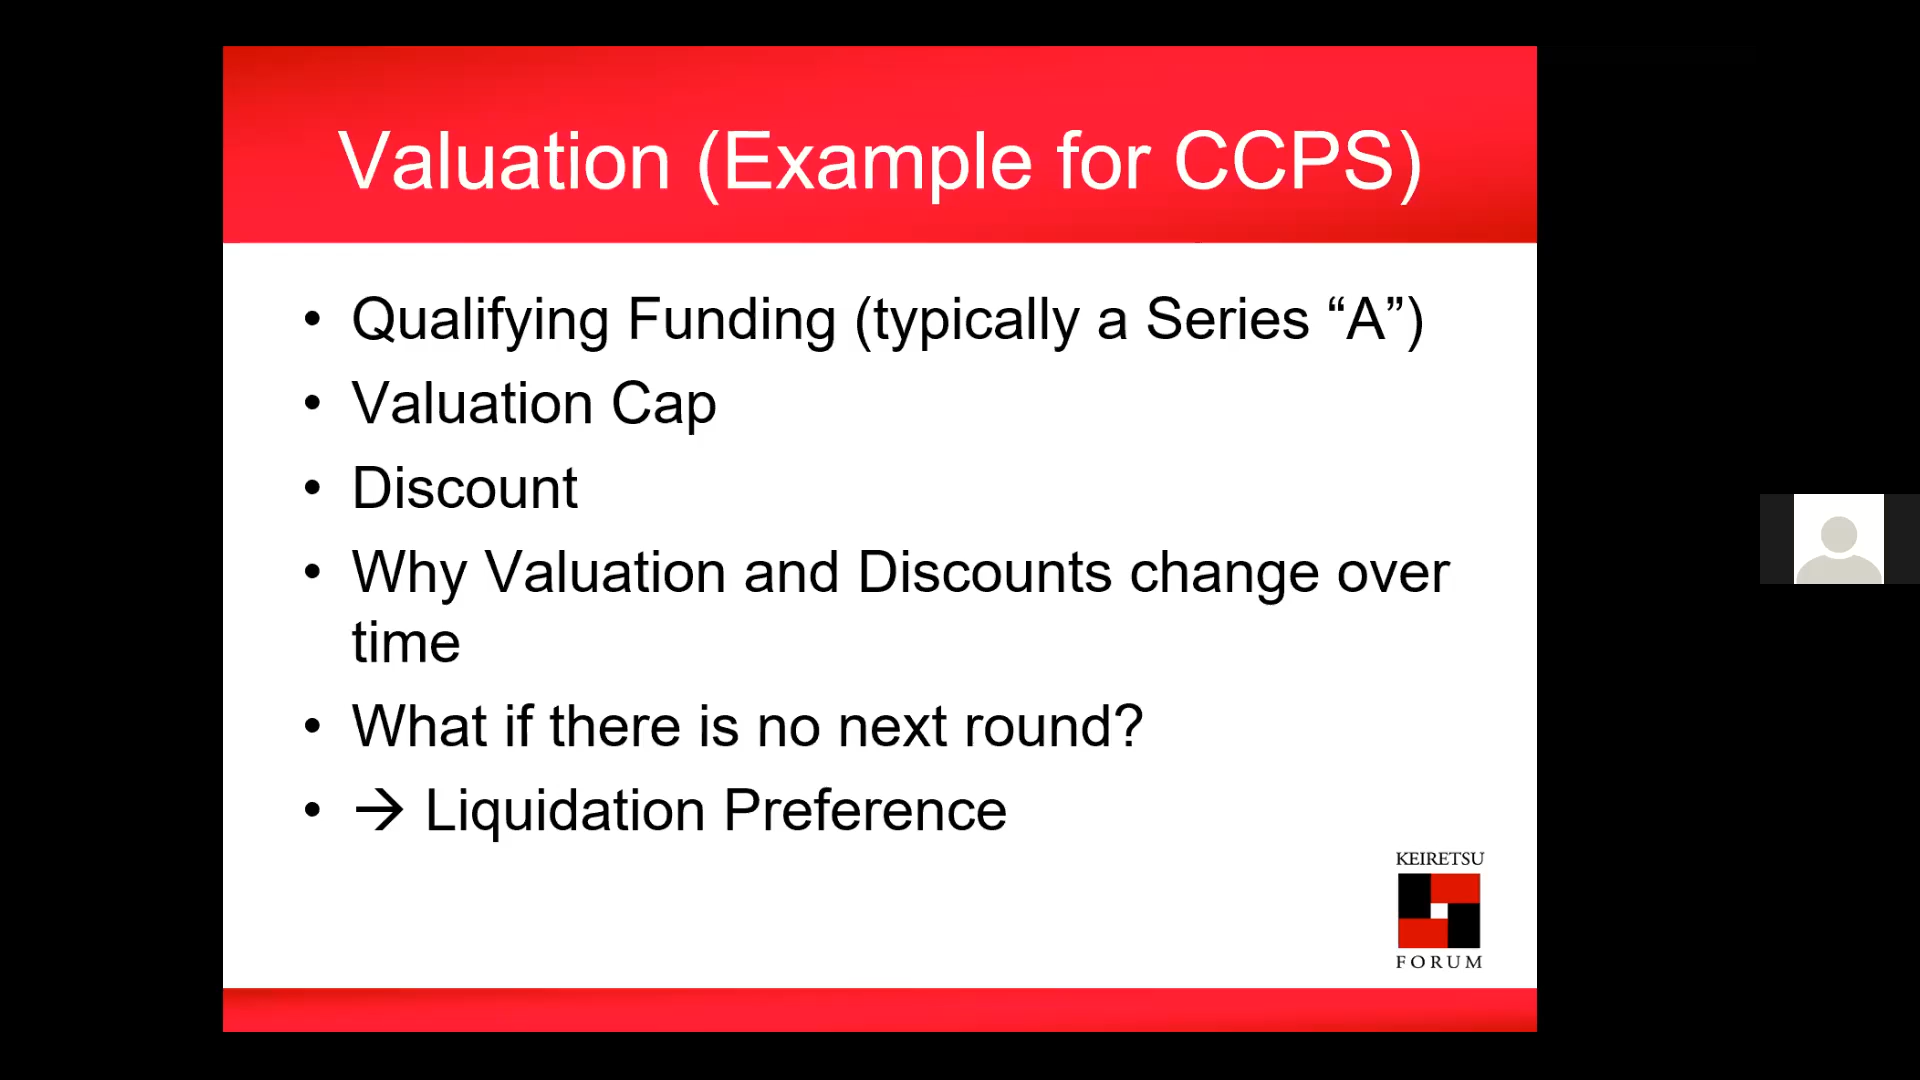 Valuation (Example for CCPS)
• Qualifying Funding (typically a Series “A”)
• Valuation Cap
• Discount
• Why Valuation and Discounts change over
time
• What if there is no next round?
• → Liquidation Preference
KEIRETSU
FORUM